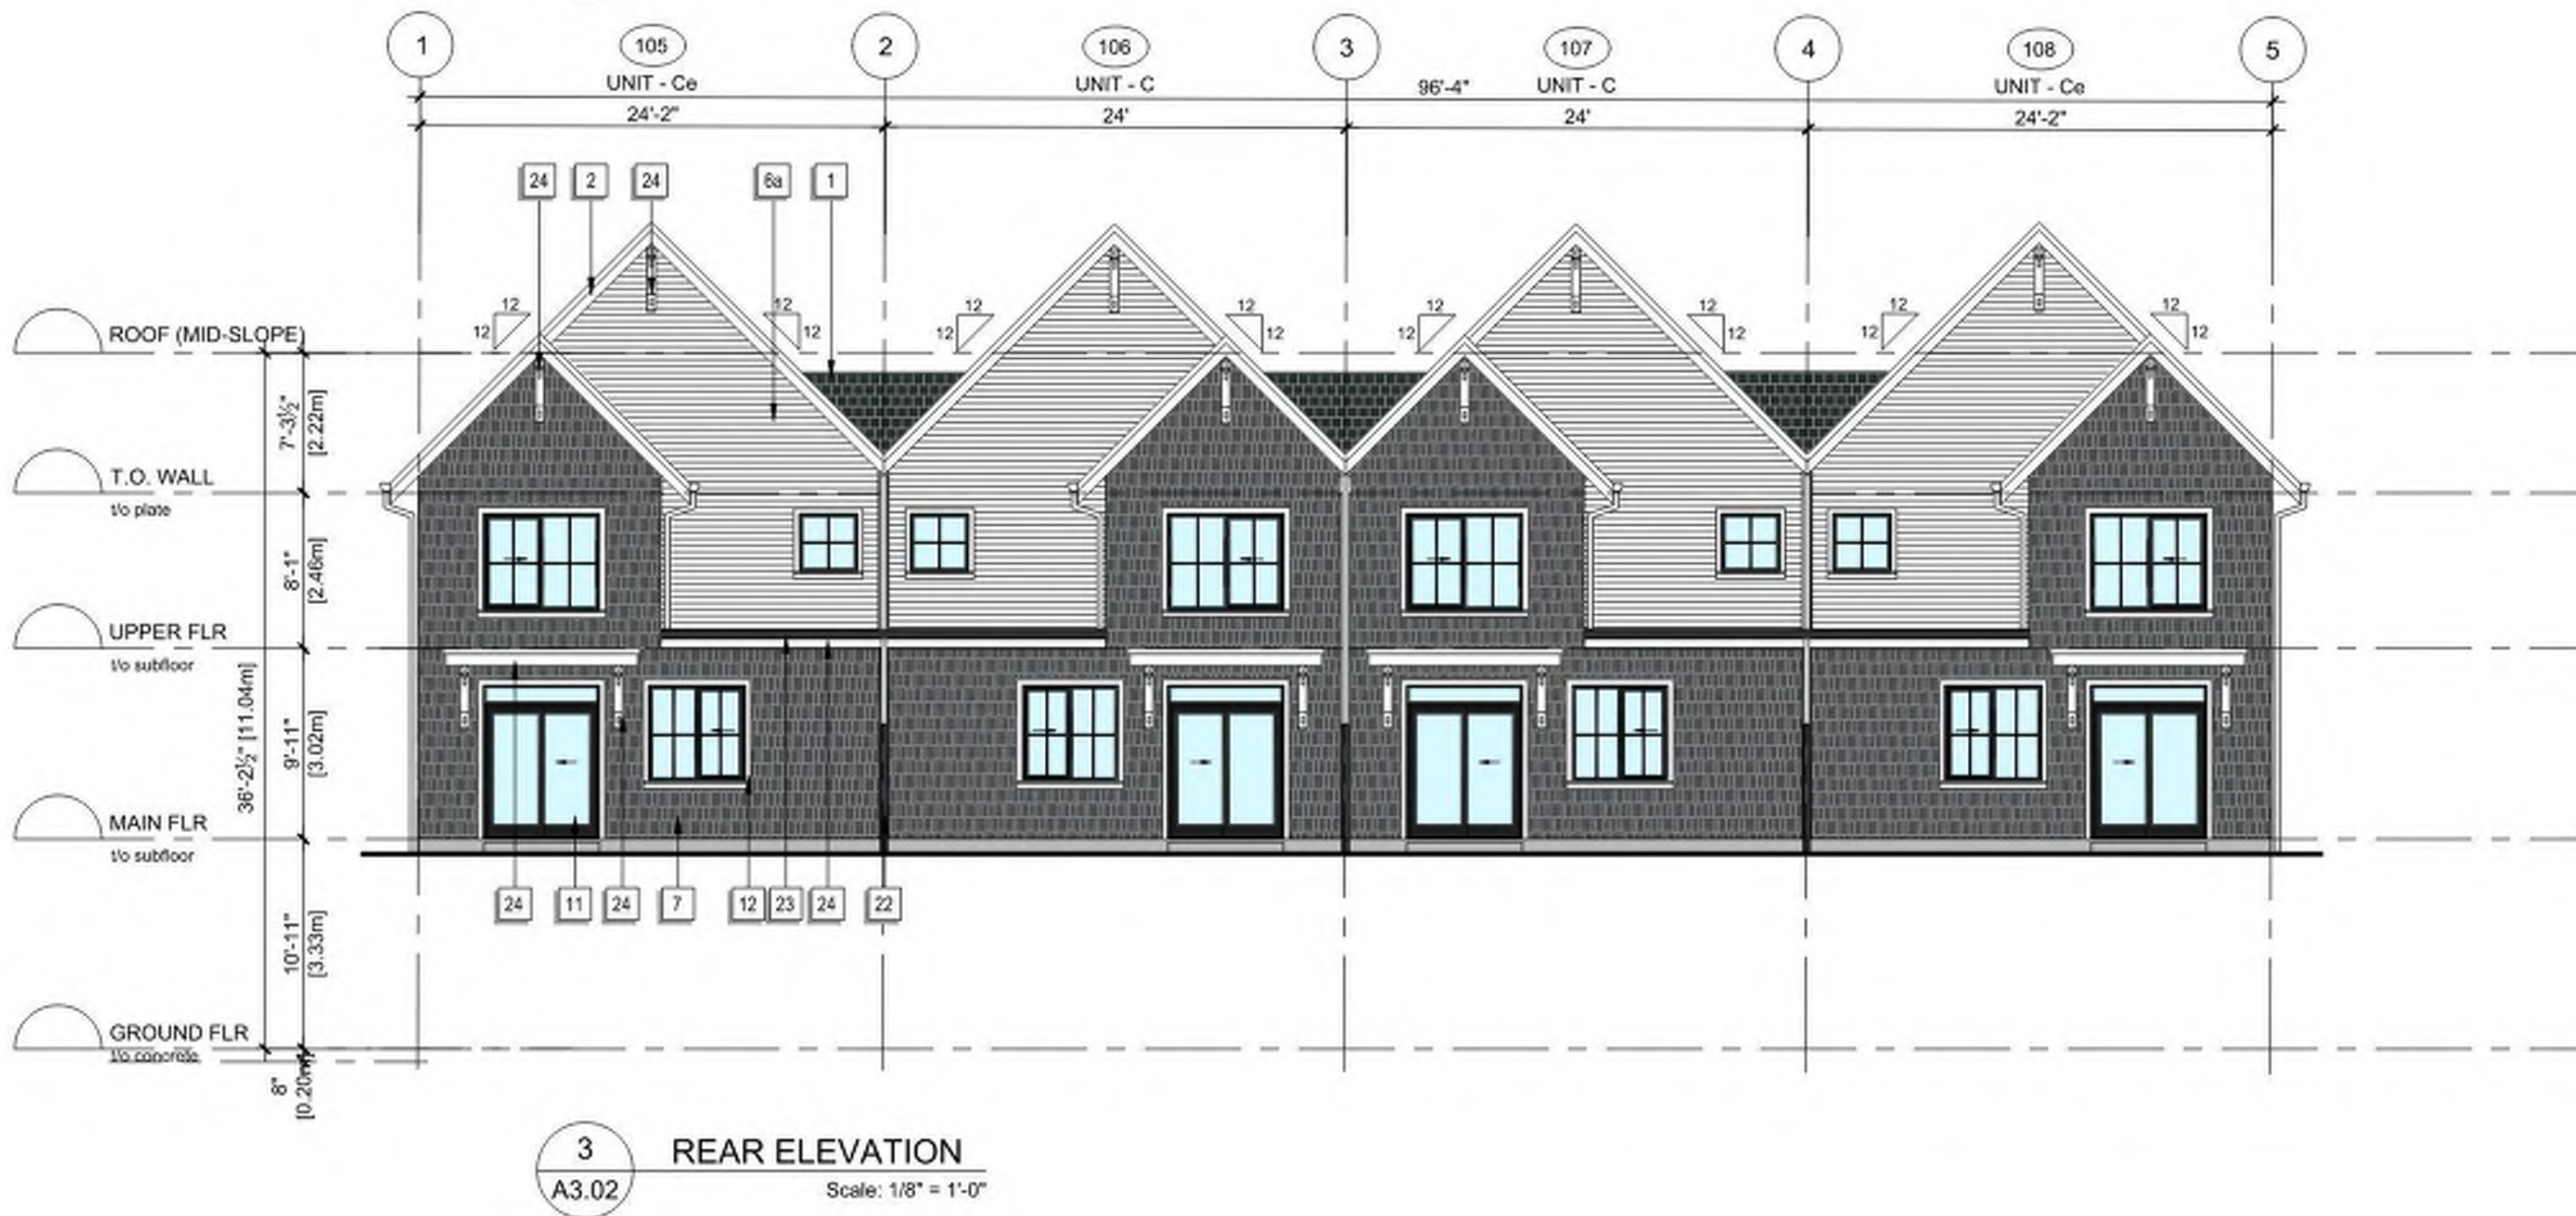 1 105 2 106 3 107 4 108 5
UNIT - Ce UNIT - C 96'-4" UNIT - C UNIT - Ce
24'-2" 24' 24' 24'-2"
24 2 24 6a 1
12 12 12 12 12 12 12 12
12 12 12 12 12 12 12 12
ROOF (MID-SLOPE)
7'-3½"
[2.22m]
T.O. WALL
t/o plate
8'-1"
[2.46m]
UPPER FLR
t/o subfloor
36'-2½" [11.04m]
9'-11"
[3.02m]
MAIN FLR
t/o subfloor
24 11 24 7 12 23 24 22
10'-11"
[3.33m]
GROUND FLR
t/o concrete
8"
[0.20m]
3 REAR ELEVATION
A3.02 Scale: 1/8" = 1'-0"